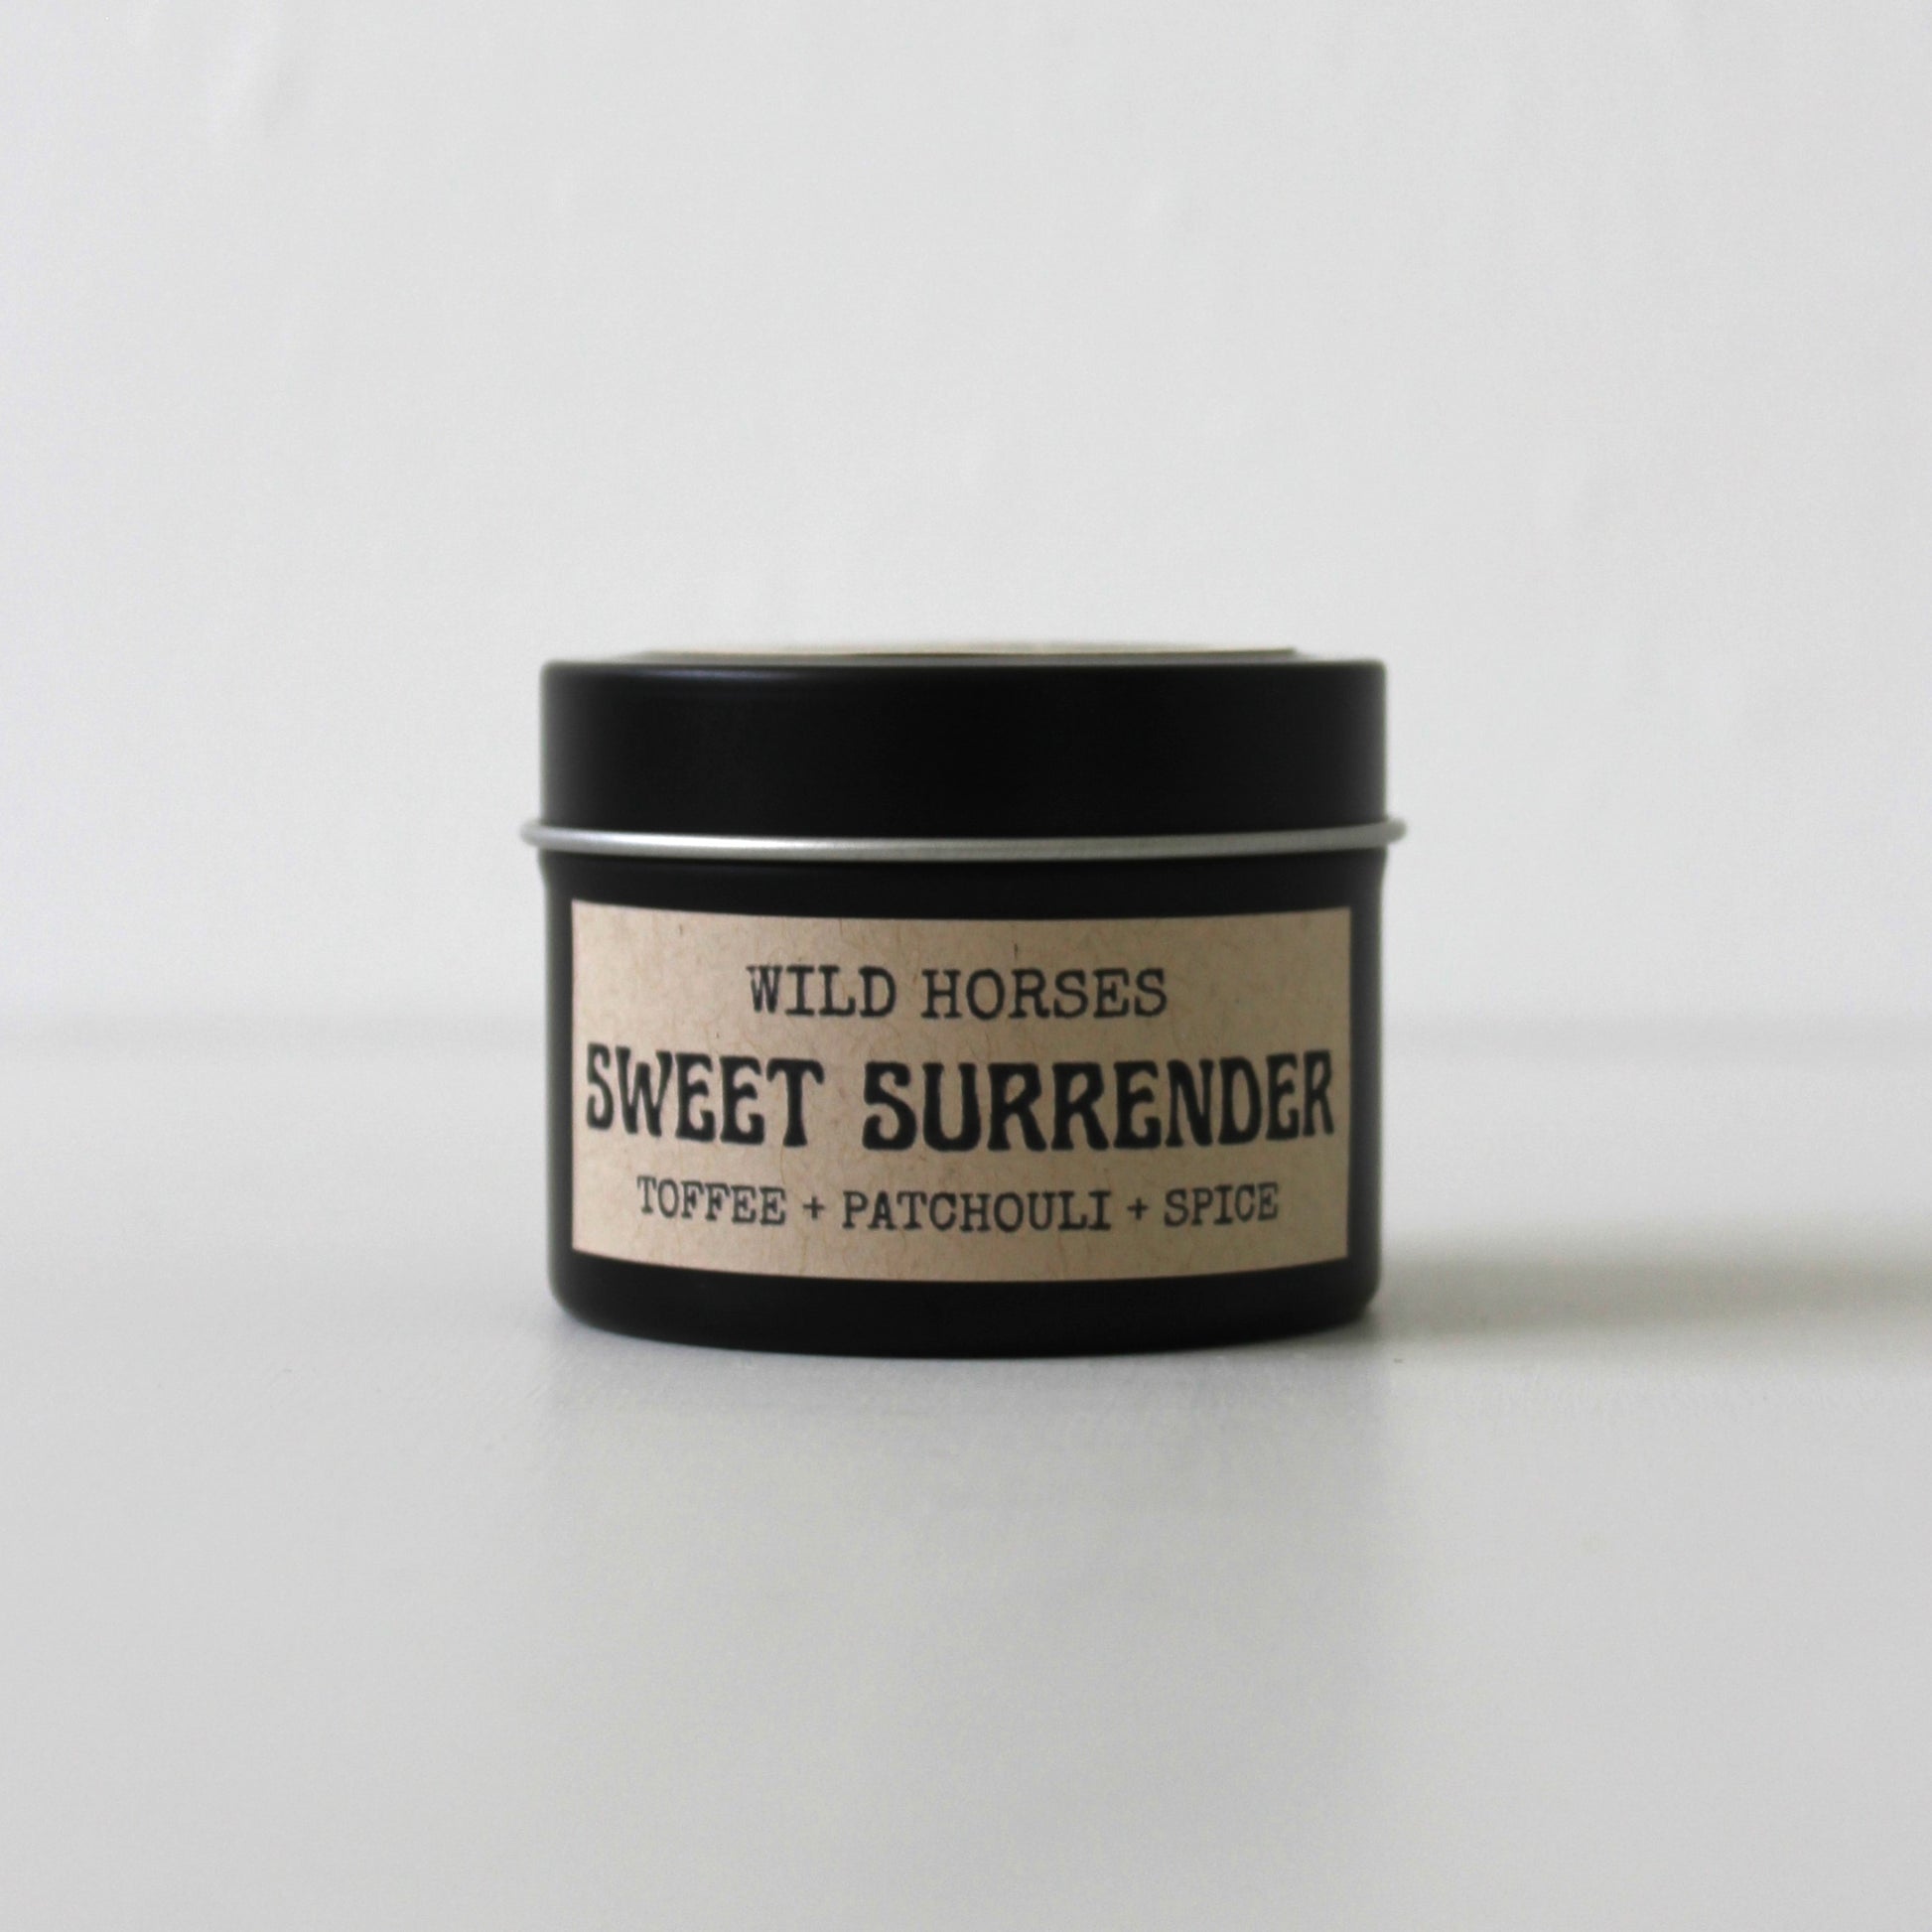 WILD HORSES
SWEET SURRENDER
TOFFEE + PATCHOULI + SPICE